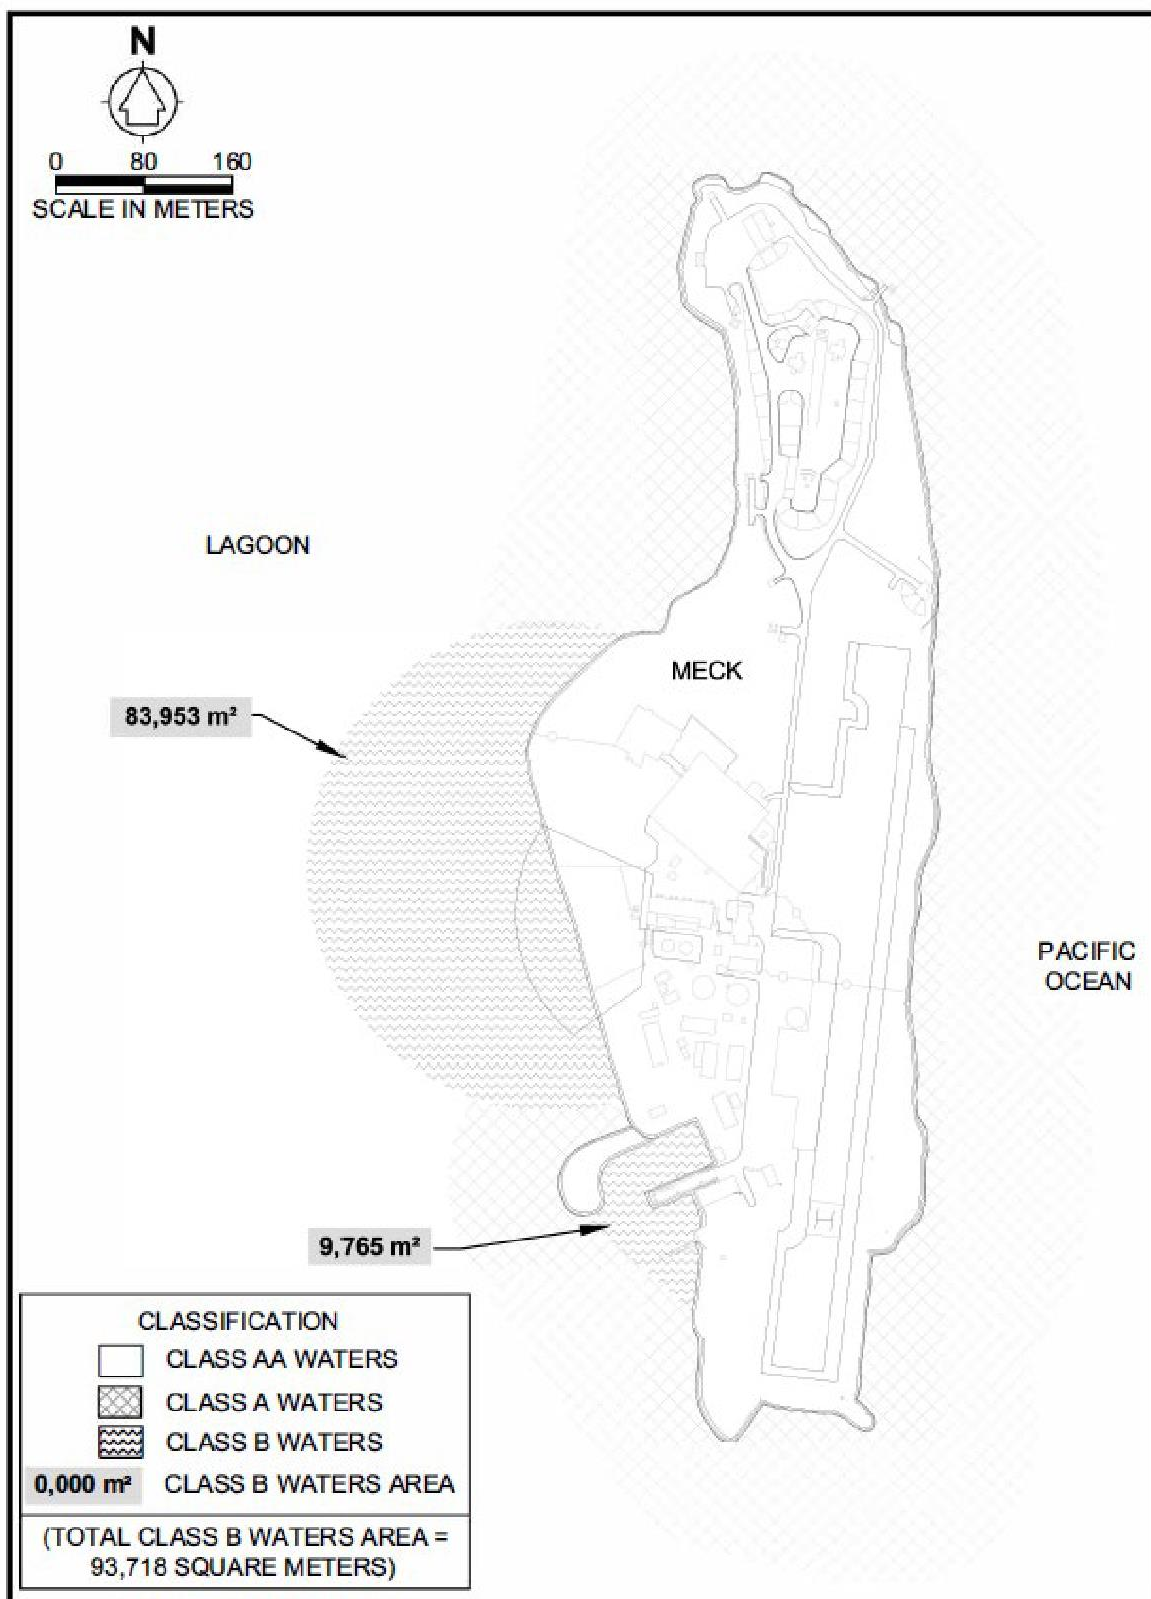 N
0 80 160
SCALE IN METERS
LAGOON
MECK
83,953 m²
PACIFIC
OCEAN
9,765 m²
CLASSIFICATION
CLASS AA WATERS
CLASS A WATERS
CLASS B WATERS
0,000 m² CLASS B WATERS AREA
(TOTAL CLASS B WATERS AREA =
93,718 SQUARE METERS)